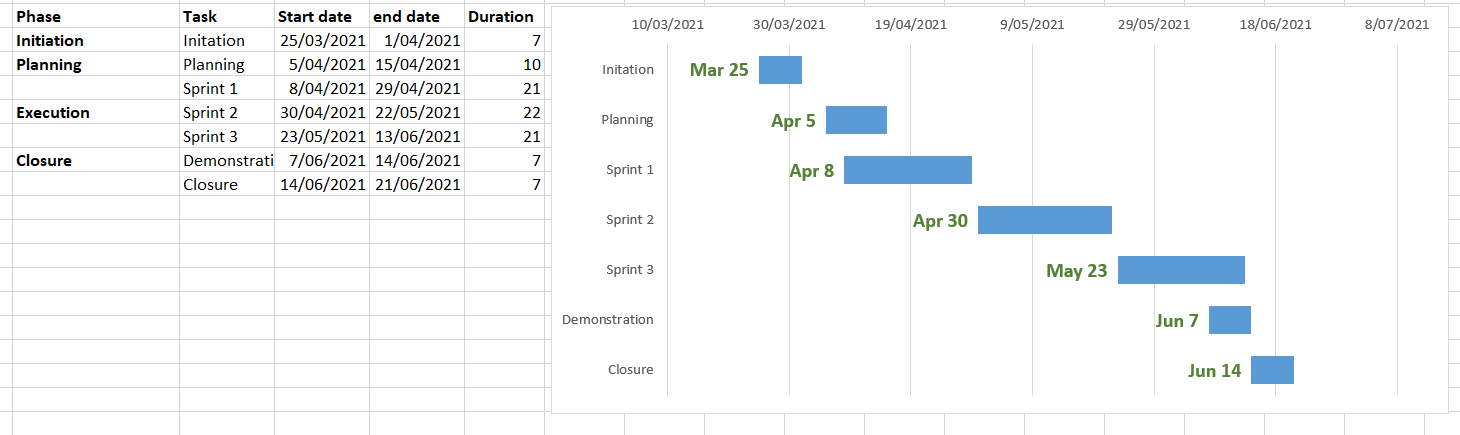 Phase Task Start date end date Duration
Initiation Initation 25/03/2021 1/04/2021 7
Planning Planning 5/04/2021 15/04/2021 10
Sprint 1 8/04/2021 29/04/2021 21
Execution Sprint 2 30/04/2021 22/05/2021 22
Sprint 3 23/05/2021 13/06/2021 21
Closure Demonstrati 7/06/2021 14/06/2021 7
Closure 14/06/2021 21/06/2021 7
10/03/2021 30/03/2021 19/04/2021 9/05/2021 29/05/2021 18/06/2021 8/07/2021
Initation Mar 25
Planning Apr 5
Sprint 1 Apr 8
Sprint 2 Apr 30
Sprint 3 May 23
Demonstration Jun 7
Closure Jun 14